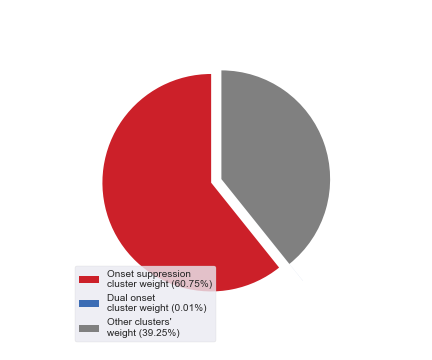 Onset suppression
cluster weight (60.75%)
Dual onset
cluster weight (0.01%)
Other clusters'
weight (39.25%)